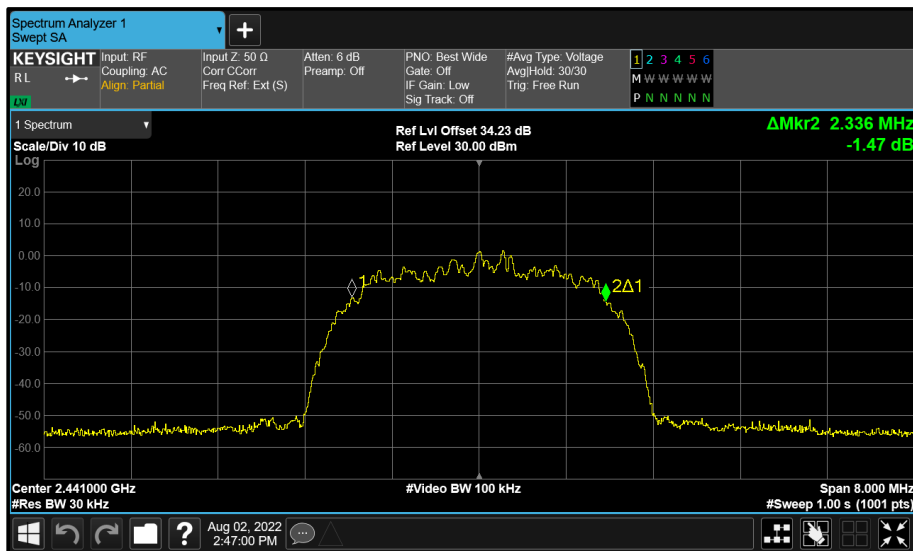 Spectrum Analyzer 1
Swept SA
KEYSIGHT
R L
LXI
Input: RF
Coupling: AC
Align: Partial
Input Z: 50 Ω
Corr CCorr
Freq Ref: Ext (S)
Atten: 6 dB
Preamp: Off
PNO: Best Wide
Gate: Off
IF Gain: Low
Sig Track: Off
#Avg Type: Voltage
Avg|Hold: 30/30
Trig: Free Run
1 2 3 4 5 6
M W W W W W
P N N N N N
1 Spectrum
Scale/Div 10 dB
Ref Lvl Offset 34.23 dB
Ref Level 30.00 dBm
ΔMkr2 2.336 MHz
-1.47 dB
Log
20.0
10.0
0.00
-10.0
-20.0
-30.0
-40.0
-50.0
-60.0
1
2Δ1
Center 2.441000 GHz
#Res BW 30 kHz
#Video BW 100 kHz
Span 8.000 MHz
#Sweep 1.00 s (1001 pts)
?
Aug 02, 2022
2:47:00 PM